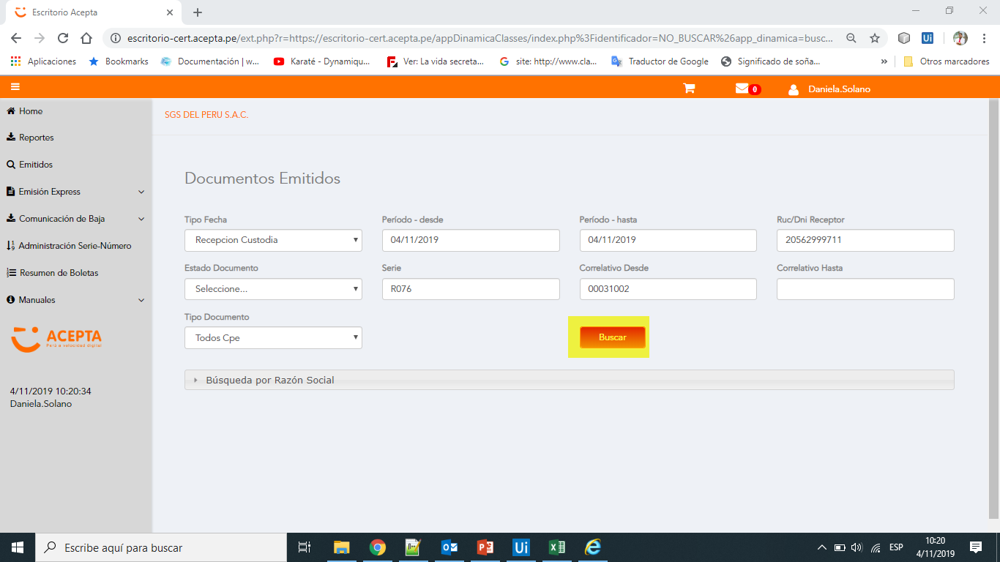 Escritorio Acepta
escritorio-cert.acepta.pe/ext.php?r=https://escritorio-cert.acepta.pe/appDinamicaClasses/index.php%3Fidentificador=NO_BUSCAR%26app_dinamica=busc...
Aplicaciones Bookmarks Documentación | w... Karaté - Dynamiqu... Ver: La vida secreta... site: http://www.cla... Traductor de Google Significado de soña... » Otros marcadores
0 Daniela.Solano
Home
Reportes
Emitidos
Emisión Express
Comunicación de Baja
Administración Serie-Número
Resumen de Boletas
Manuales
ACEPTA
Perú a velocidad digital
4/11/2019 10:20:34
Daniela.Solano
SGS DEL PERU S.A.C.
Documentos Emitidos
Tipo Fecha Período - desde Período - hasta Ruc/Dni Receptor
Recepcion Custodia 04/11/2019 04/11/2019 20562999711
Estado Documento Serie Correlativo Desde Correlativo Hasta
Seleccione... R076 00031002
Tipo Documento
Todos Cpe Buscar
Búsqueda por Razón Social
Escribe aquí para buscar
Ui
ESP
10:20
4/11/2019